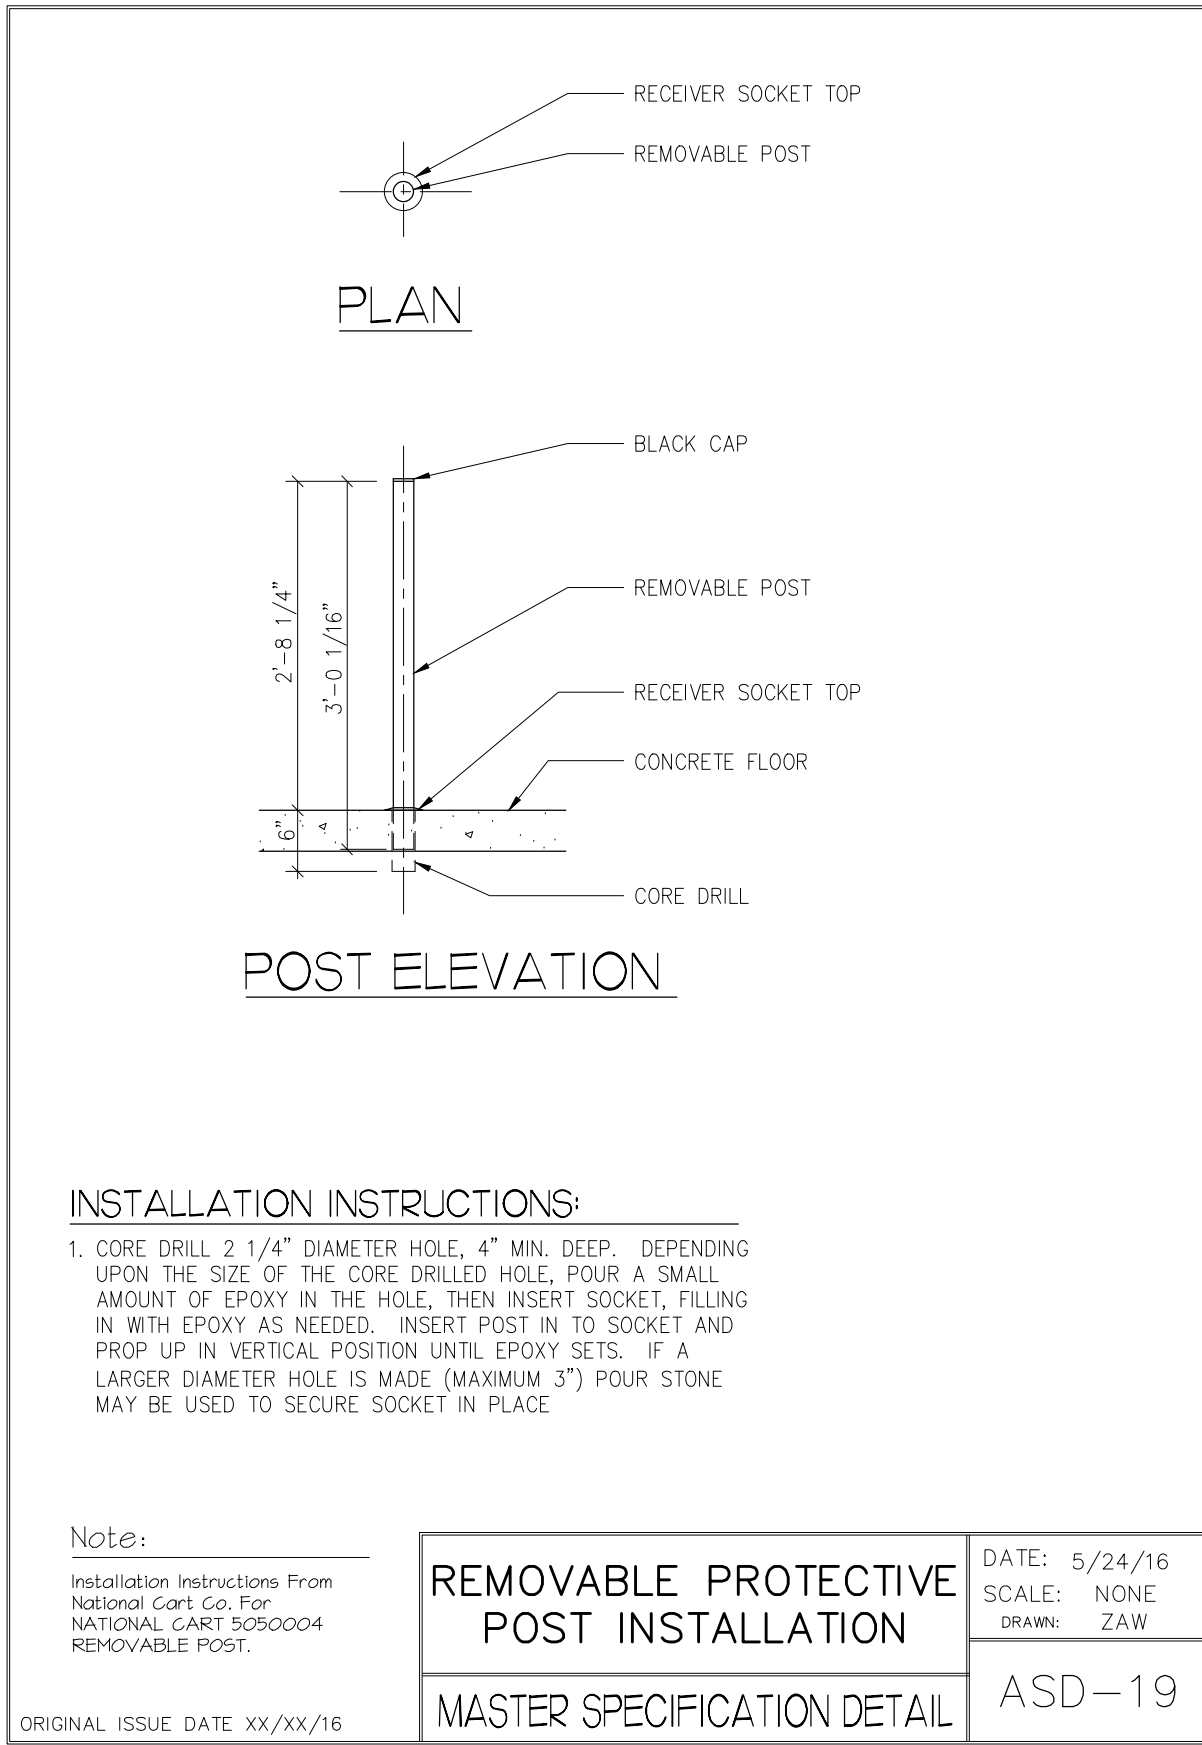 RECEIVER SOCKET TOP
REMOVABLE POST
PLAN
BLACK CAP
2'-8 1/4"
3'-0 1/16"
REMOVABLE POST
RECEIVER SOCKET TOP
CONCRETE FLOOR
6"
CORE DRILL
POST ELEVATION
INSTALLATION INSTRUCTIONS:
1. CORE DRILL 2 1/4" DIAMETER HOLE, 4" MIN. DEEP. DEPENDING
UPON THE SIZE OF THE CORE DRILLED HOLE, POUR A SMALL
AMOUNT OF EPOXY IN THE HOLE, THEN INSERT SOCKET, FILLING
IN WITH EPOXY AS NEEDED. INSERT POST IN TO SOCKET AND
PROP UP IN VERTICAL POSITION UNTIL EPOXY SETS. IF A
LARGER DIAMETER HOLE IS MADE (MAXIMUM 3") POUR STONE
MAY BE USED TO SECURE SOCKET IN PLACE
Note:
Installation Instructions From
National Cart Co. For
NATIONAL CART 5050004
REMOVABLE POST.
ORIGINAL ISSUE DATE XX/XX/16
REMOVABLE PROTECTIVE
POST INSTALLATION
MASTER SPECIFICATION DETAIL
DATE: 5/24/16
SCALE: NONE
DRAWN: ZAW
ASD-19